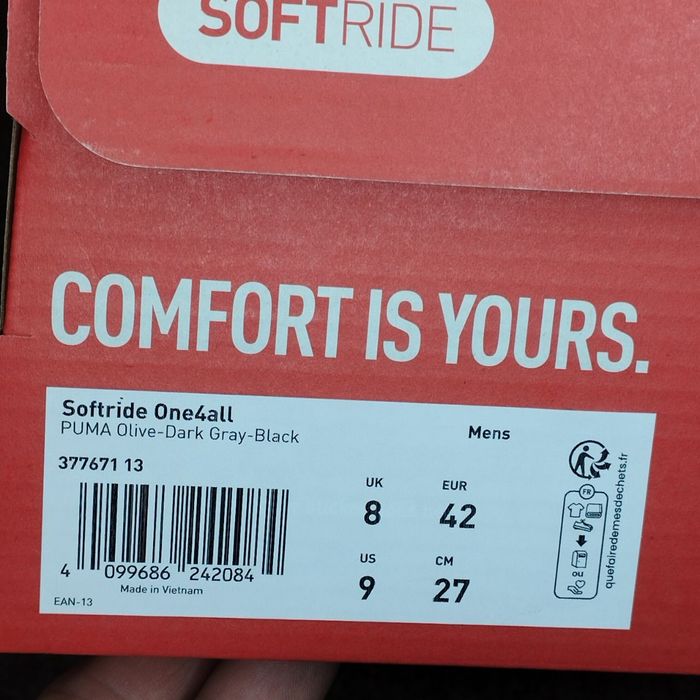 SOFTRIDE
COMFORT IS YOURS.
Softride One4all
PUMA Olive-Dark Gray-Black
Mens
377671 13
UK
8
EUR
42
US
9
CM
27
4 099686 242084
Made in Vietnam
EAN-13
FR
ou
quefairedemesdechets.fr